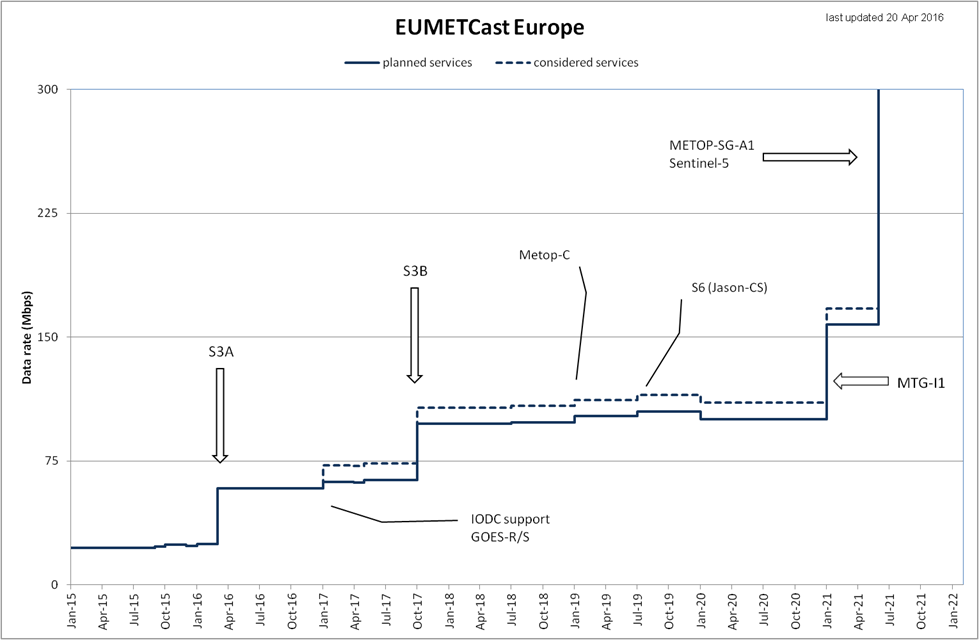 EUMETCast Europe
last updated 20 Apr 2016
planned services
considered services
300
225
150
75
0
Data rate (Mbps)
METOP-SG-A1
Sentinel-5
Metop-C
S3B
S6 (Jason-CS)
S3A
MTG-I1
IODC support
GOES-R/S
Jan-15
Apr-15
Jul-15
Oct-15
Jan-16
Apr-16
Jul-16
Oct-16
Jan-17
Apr-17
Jul-17
Oct-17
Jan-18
Apr-18
Jul-18
Oct-18
Jan-19
Apr-19
Jul-19
Oct-19
Jan-20
Apr-20
Jul-20
Oct-20
Jan-21
Apr-21
Jul-21
Oct-21
Jan-22